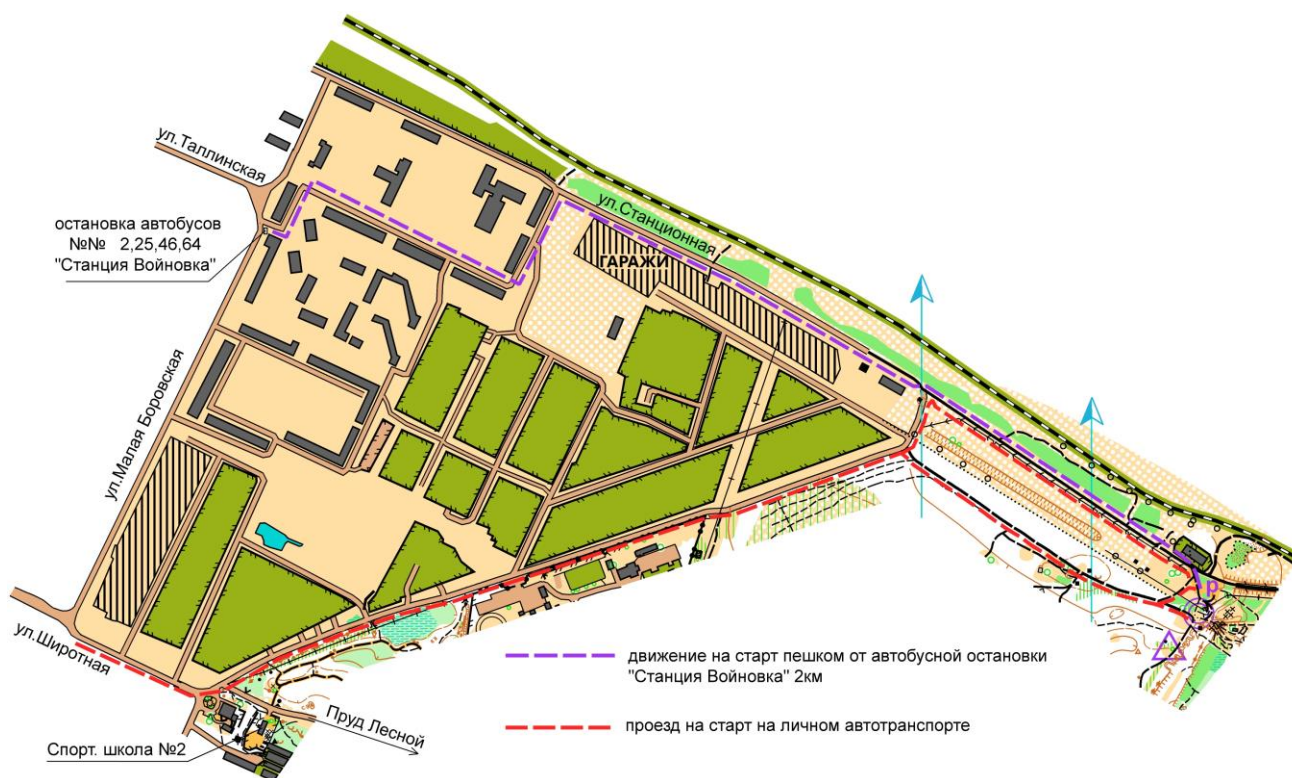 ул.Таллинская
остановка автобусов
№№ 2,25,46,64
"Станция Войновка"
ул.Станционная
ГАРАЖИ
ул.Малая Боровская
ул.Широтная
Р
движение на старт пешком от автобусной остановки
"Станция Войновка" 2км
Пруд Лесной
проезд на старт на личном автотранспорте
Спорт. школа №2